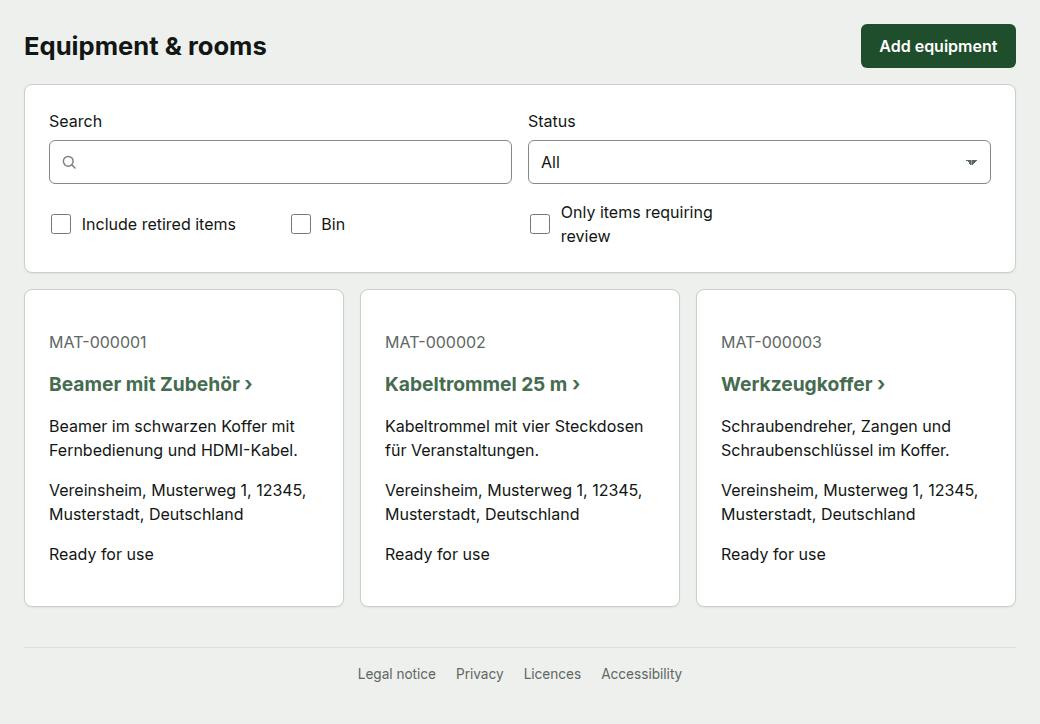 Equipment & rooms
Add equipment
Search
Status
All
Include retired items
Bin
Only items requiring
review
MAT-000001
Beamer mit Zubehör ›
Beamer im schwarzen Koffer mit
Fernbedienung und HDMI-Kabel.
Vereinsheim, Musterweg 1, 12345,
Musterstadt, Deutschland
Ready for use
MAT-000002
Kabeltrommel 25 m ›
Kabeltrommel mit vier Steckdosen
für Veranstaltungen.
Vereinsheim, Musterweg 1, 12345,
Musterstadt, Deutschland
Ready for use
MAT-000003
Werkzeugkoffer ›
Schraubendreher, Zangen und
Schraubenschlüssel im Koffer.
Vereinsheim, Musterweg 1, 12345,
Musterstadt, Deutschland
Ready for use
Legal notice Privacy Licences Accessibility